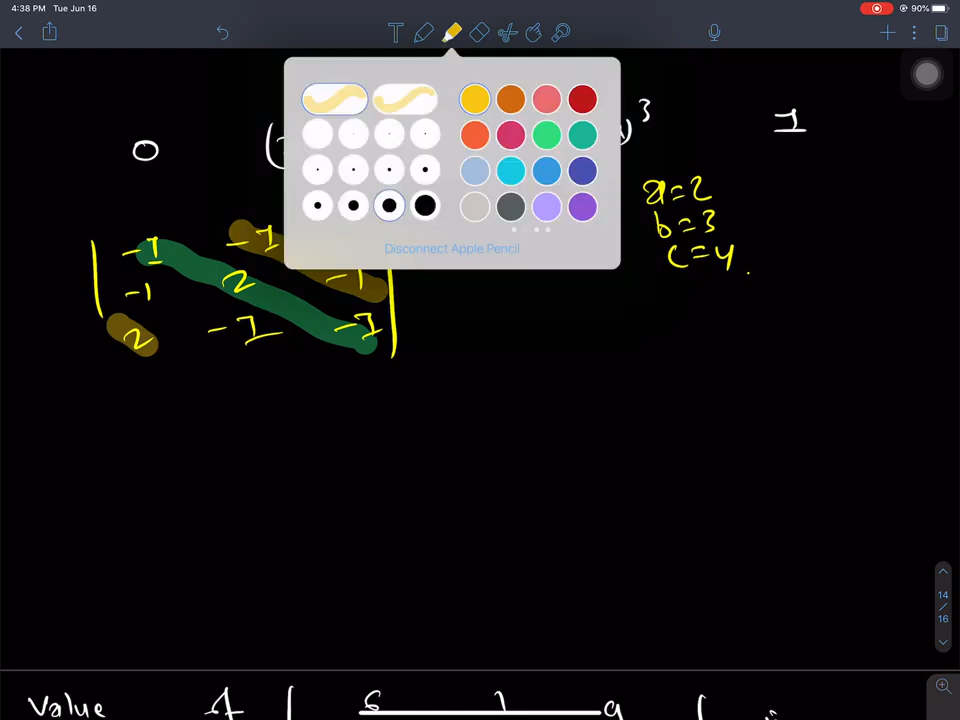 4:38 PM Tue Jun 16
90%
T
0 ( )³ 1
a=2
b=3
c=4
Disconnect Apple Pencil
-1 -1
-1 2 -1
2 -1 -1
14
/
16
Value